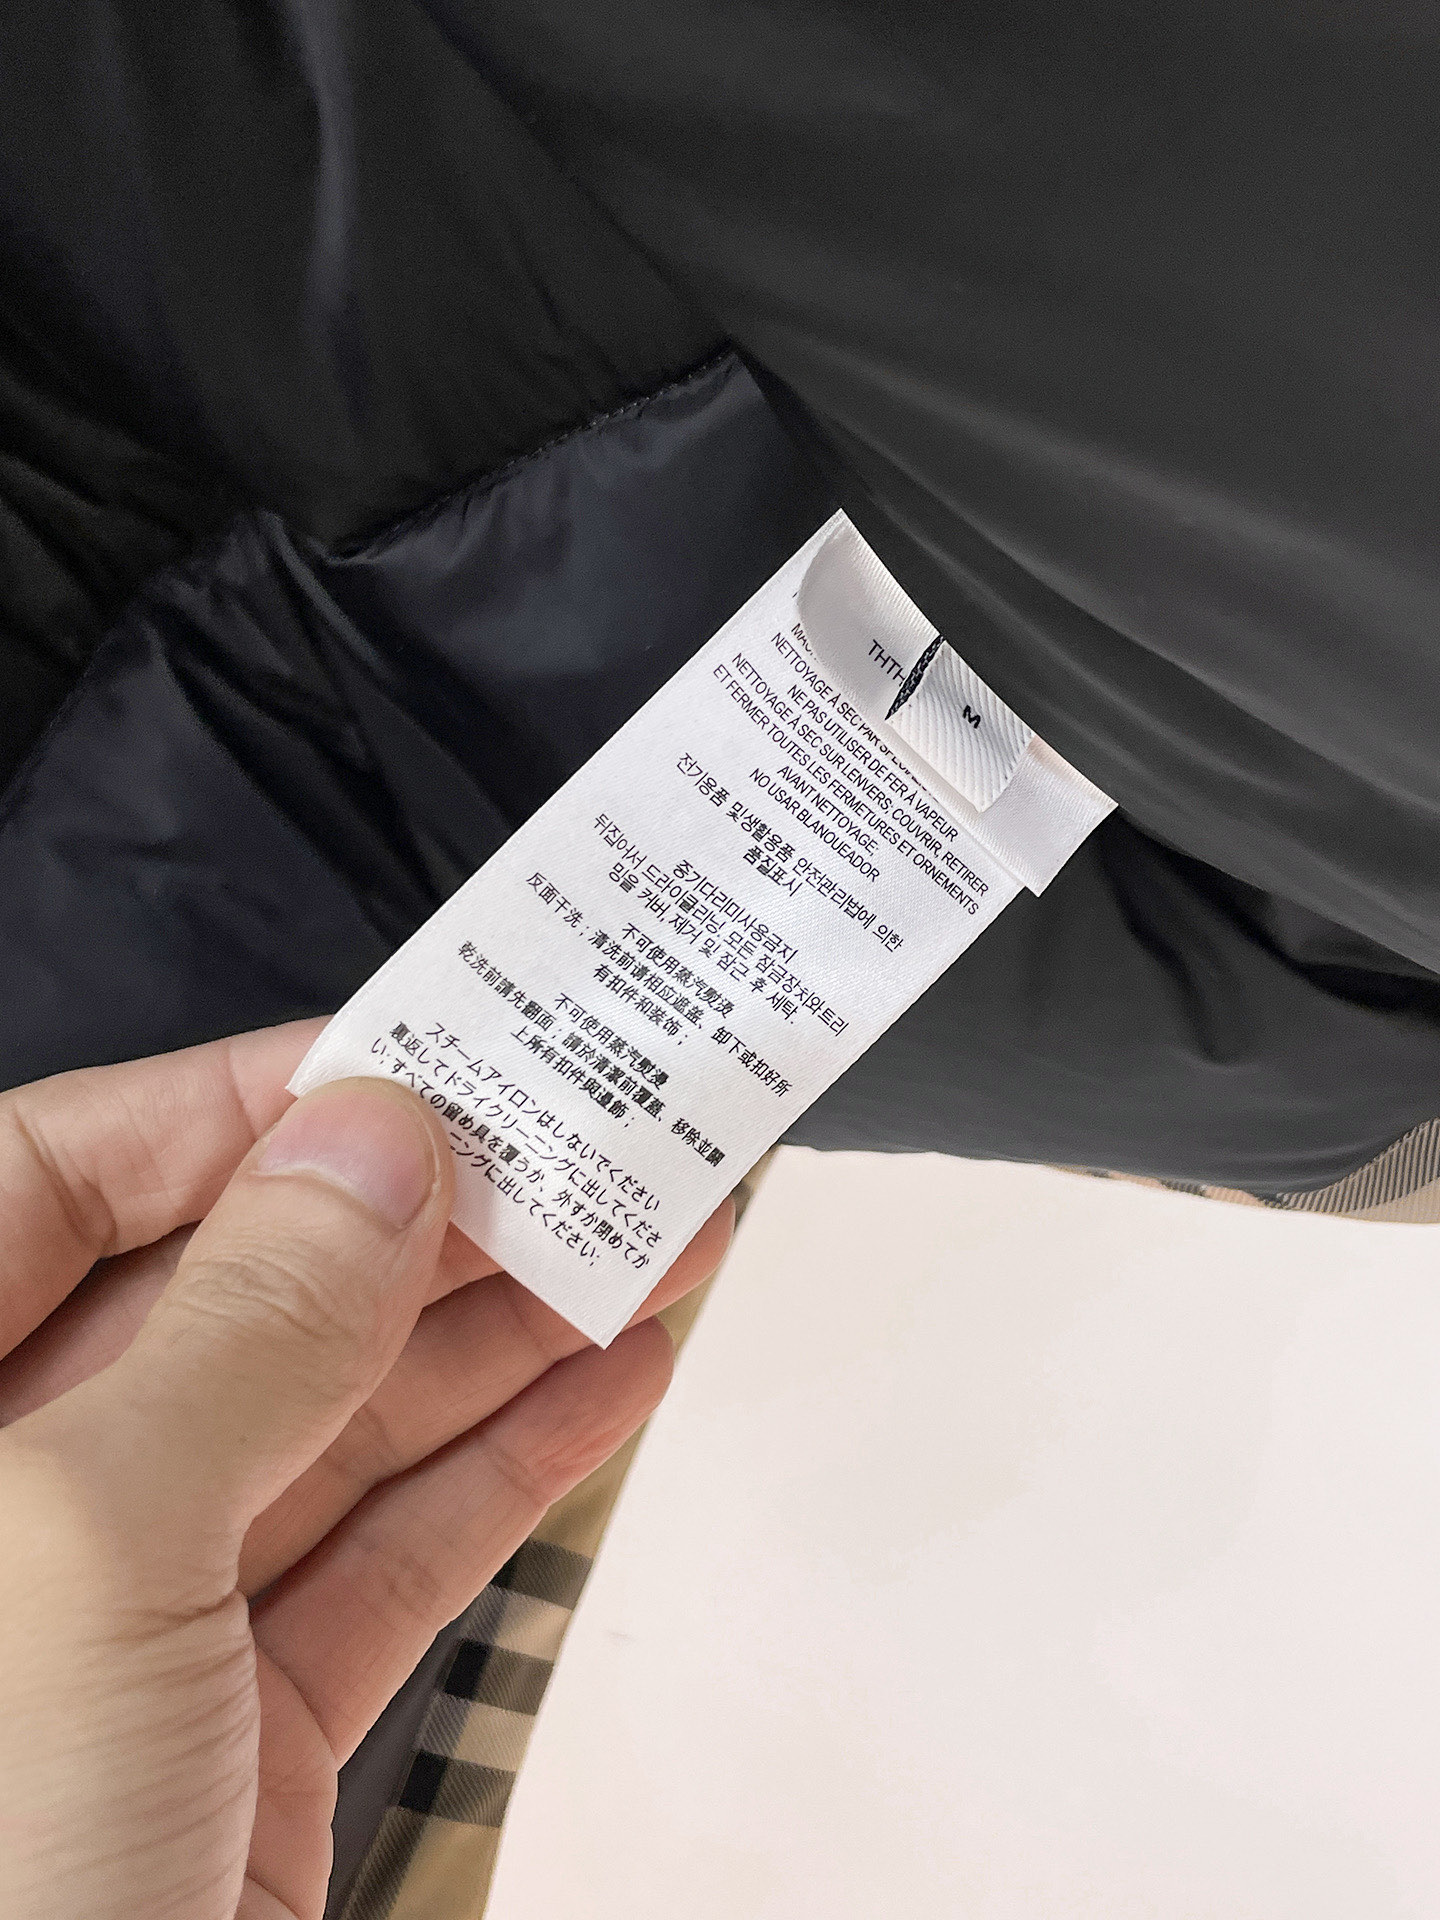 THTH
M
NETTOYAGE À SEC PAR
NE PAS UTILISER DE FER À VAPEUR
NETTOYAGE À SEC SUR LENVERS; COUVRIR, RETIRER
ET FERMER TOUTES LES FERMETURES ET ORNEMENTS
AVANT NETTOYAGE;
NO USAR BLANQUEADOR
전기용품 및생활용품 안전관리법에 의한
품질표시
중기다리미사용금지
뒤집어서 드라이클리닝. 모든 잠금장치와트리
밍을 커버, 제거 및 잠근 후 세탁.
不可使用蒸汽熨烫
反面干洗；清洗前请相应遮盖、卸下或扣好所
有扣件和装饰；
不可使用蒸汽熨燙
乾洗前請先翻面；請於清潔前覆蓋、移除並關
上所有扣件與邊飾；
スチームアイロンはしないでください
裏返してドライクリーニングに出してくださ
い; すべての留め具を覆うか、外すか閉めてか
ニングに出してください;